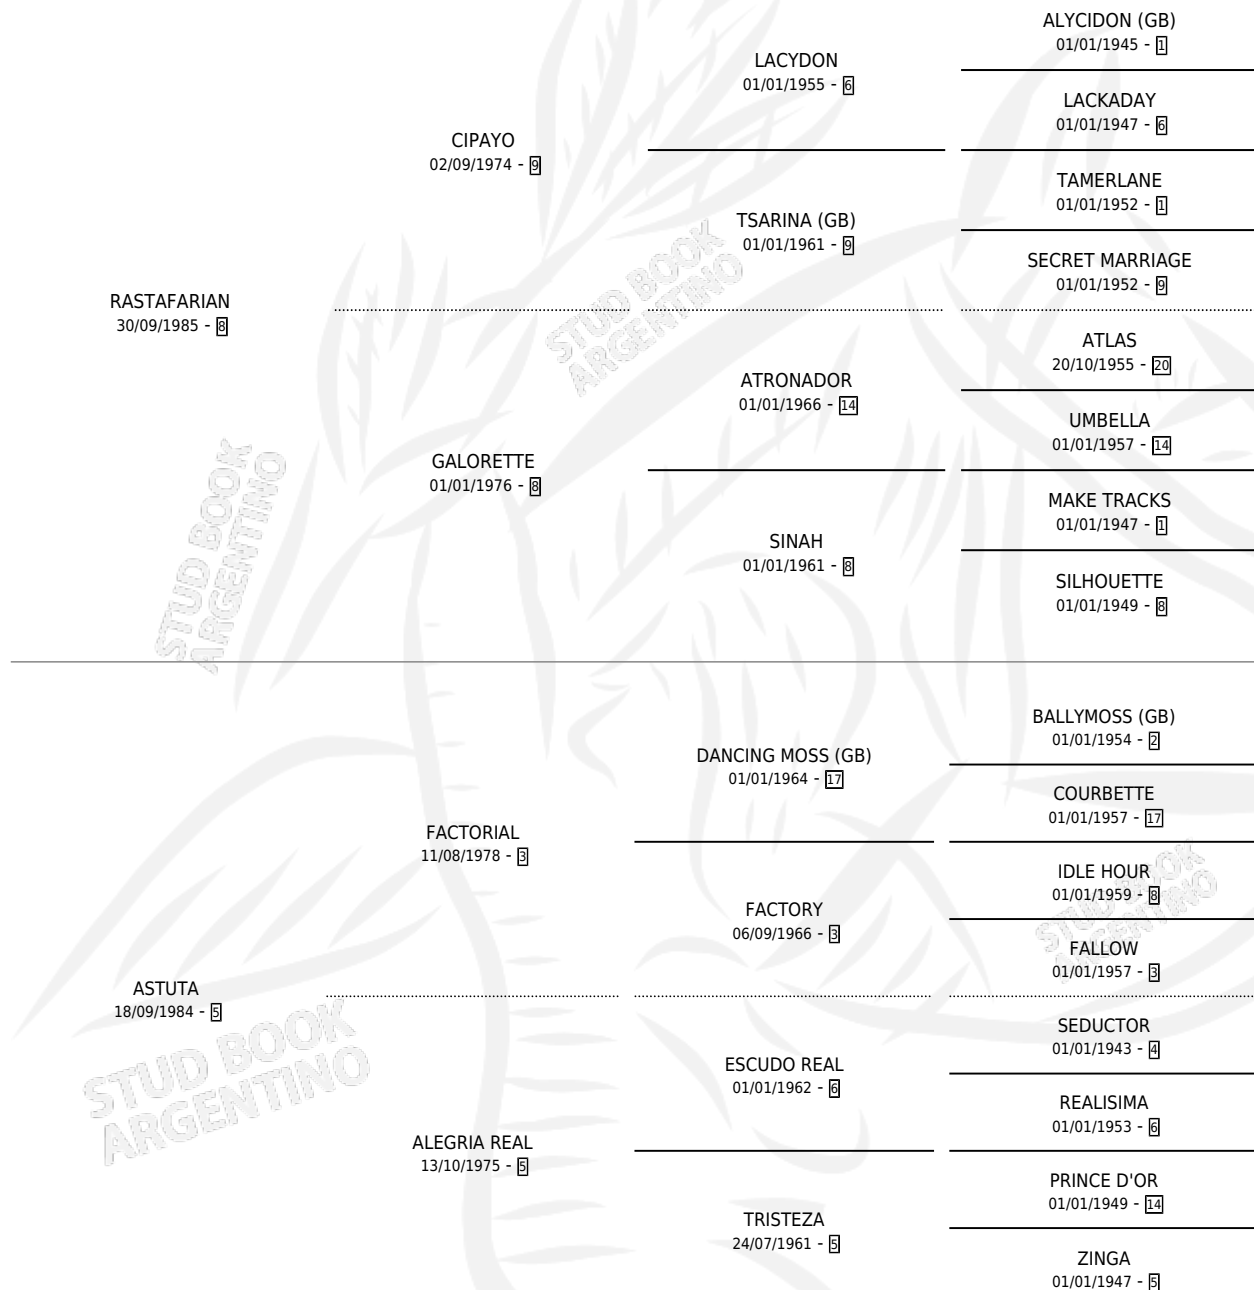 ALYCIDON (GB)
01/01/1945 - 1
LACYDON
01/01/1955 - 6
LACKADAY
01/01/1947 - 6
CIPAYO
02/09/1974 - 9
TAMERLANE
01/01/1952 - 1
TSARINA (GB)
01/01/1961 - 9
SECRET MARRIAGE
01/01/1952 - 9
RASTAFARIAN
30/09/1985 - 8
STUD BOOK
ARGENTINO
ATLAS
20/10/1955 - 20
ATRONADOR
01/01/1966 - 14
UMBELLA
01/01/1957 - 14
GALORETTE
01/01/1976 - 8
MAKE TRACKS
01/01/1947 - 1
SINAH
01/01/1961 - 8
SILHOUETTE
01/01/1949 - 8
STUD BOOK
ARGENTINO
BALLYMOSS (GB)
01/01/1954 - 2
DANCING MOSS (GB)
01/01/1964 - 17
COURBETTE
01/01/1957 - 17
FACTORIAL
11/08/1978 - 3
IDLE HOUR
01/01/1959 - 8
FACTORY
06/09/1966 - 3
FALLOW
01/01/1957 - 3
STUD BOOK
ARGENTINO
ASTUTA
18/09/1984 - 5
SEDUCTOR
01/01/1943 - 4
ESCUDO REAL
01/01/1962 - 6
REALISIMA
01/01/1953 - 6
STUD BOOK
ARGENTINO
ALEGRIA REAL
13/10/1975 - 5
PRINCE D'OR
01/01/1949 - 14
TRISTEZA
24/07/1961 - 5
ZINGA
01/01/1947 - 5